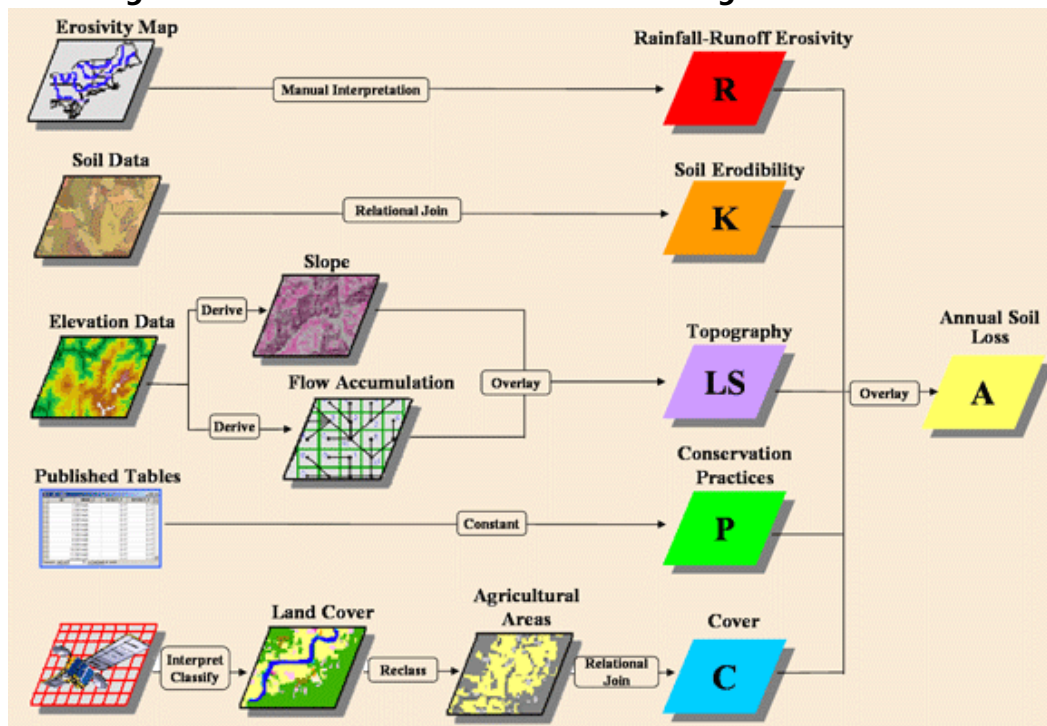 Erosivity Map
Rainfall-Runoff Erosivity
Manual Interpretation
R
Soil Data
Soil Erodibility
Relational Join
K
Slope
Elevation Data
Derive
Topography
Annual Soil
Loss
Flow Accumulation
Overlay
LS
Overlay
A
Derive
Published Tables
Conservation
Practices
Constant
P
Land Cover
Agricultural
Areas
Cover
Interpret
Classify
Reclass
Relational
Join
C